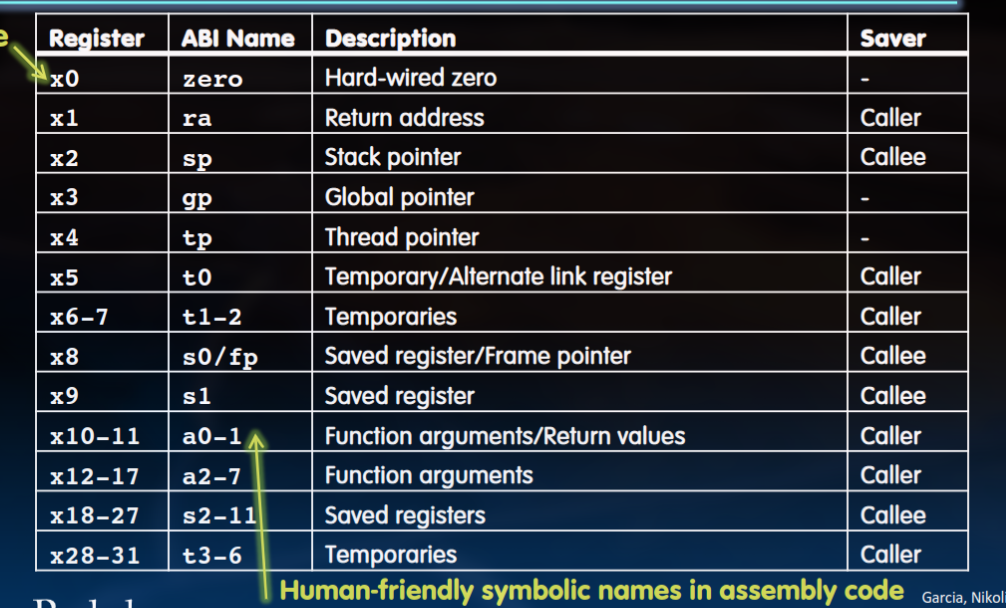 Register ABI Name Description Saver
x0 zero Hard-wired zero -
x1 ra Return address Caller
x2 sp Stack pointer Callee
x3 gp Global pointer -
x4 tp Thread pointer -
x5 t0 Temporary/Alternate link register Caller
x6-7 t1-2 Temporaries Caller
x8 s0/fp Saved register/Frame pointer Callee
x9 s1 Saved register Callee
x10-11 a0-1 Function arguments/Return values Caller
x12-17 a2-7 Function arguments Caller
x18-27 s2-11 Saved registers Callee
x28-31 t3-6 Temporaries Caller
Human-friendly symbolic names in assembly code
Garcia, Nikol